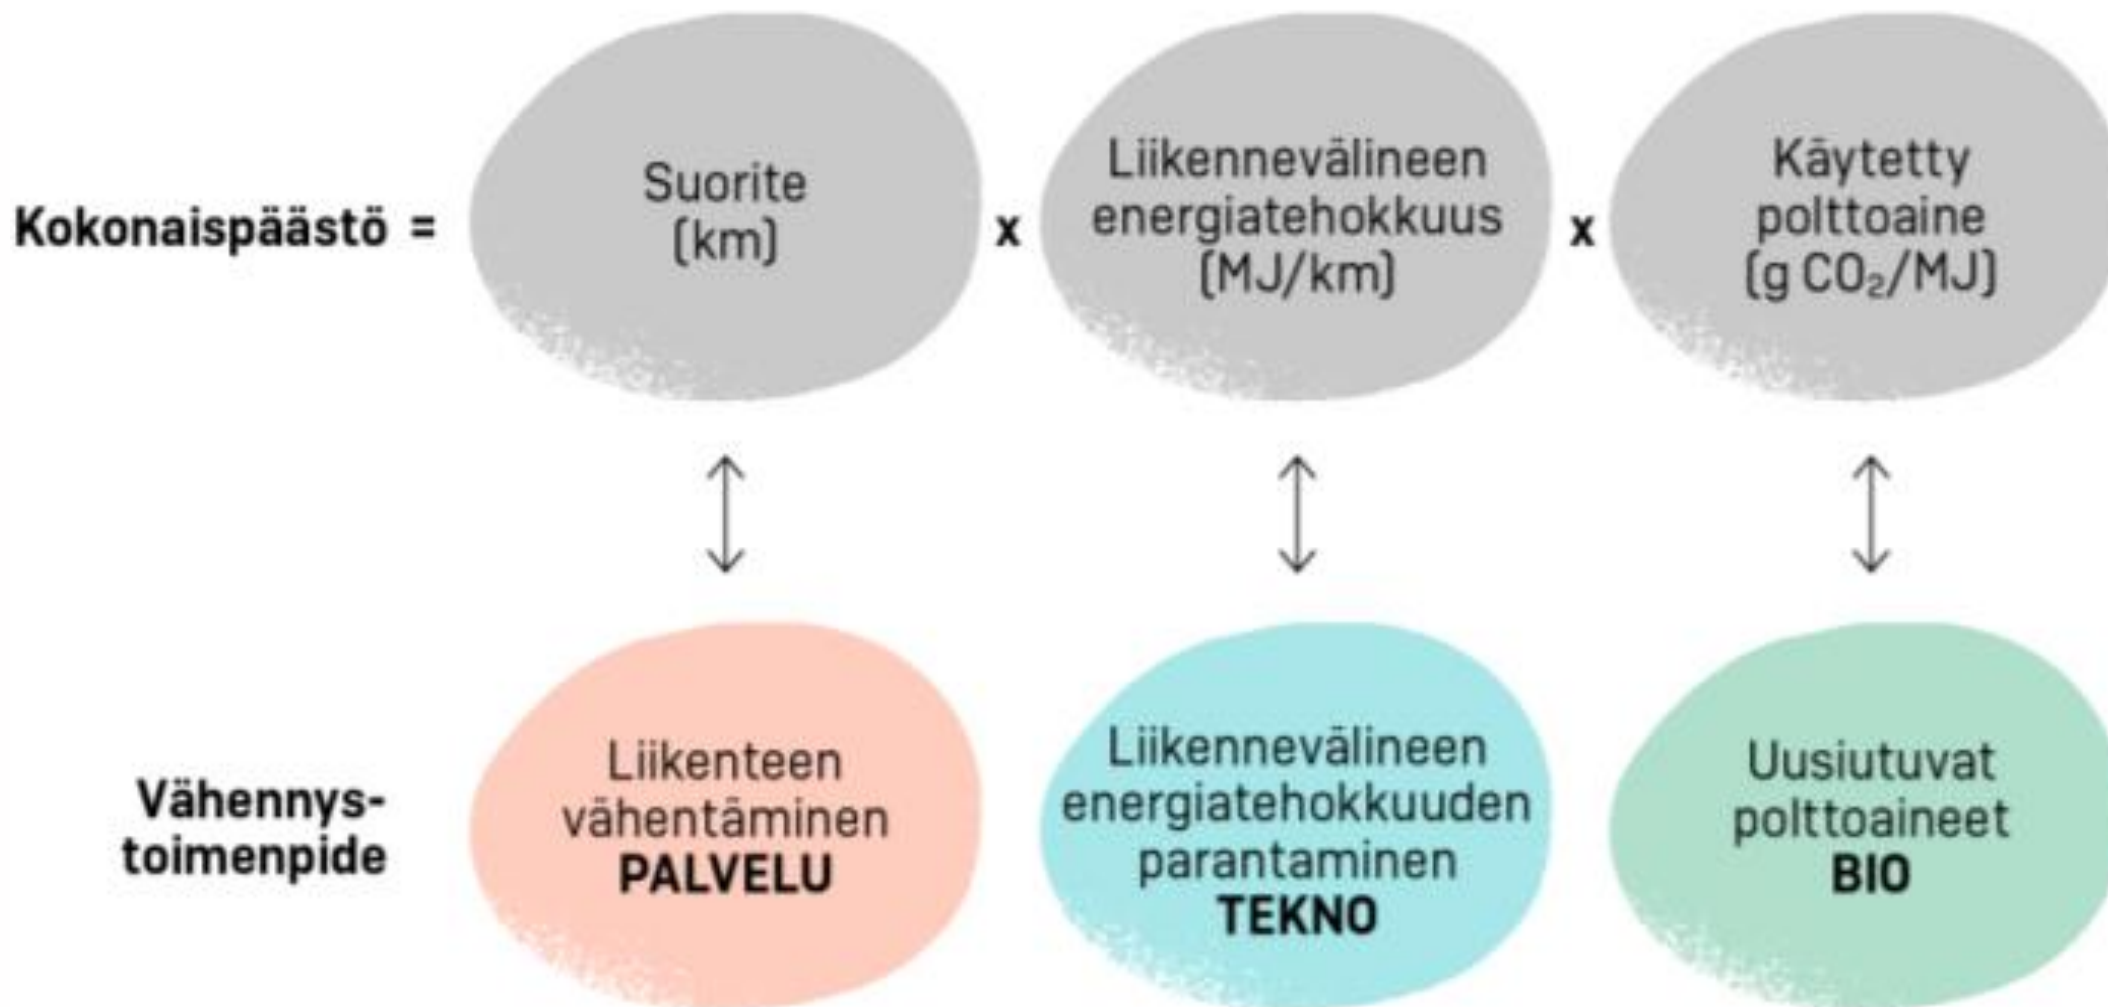 Kokonaispäästö =
Suorite
(km)
x
Liikennevälineen
energiatehokkuus
(MJ/km)
x
Käytetty
polttoaine
(g CO₂/MJ)
Vähennys-
toimenpide
Liikenteen
vähentäminen
PALVELU
Liikennevälineen
energiatehokkuuden
parantaminen
TEKNO
Uusiutuvat
polttoaineet
BIO